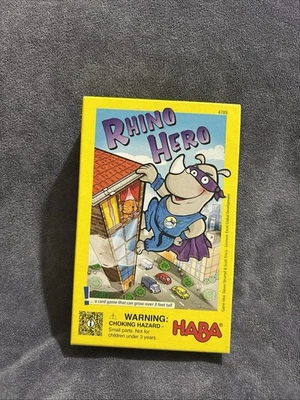 4789
RHINO
HERO
! ...a card game that can grow over 3 feet tall
WARNING:
CHOKING HAZARD -
Small parts. Not for
children under 3 years.
HABA